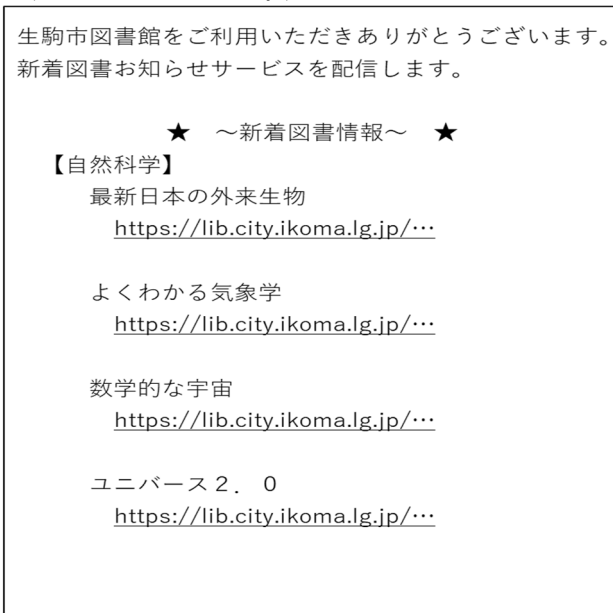 生駒市図書館をご利用いただきありがとうございます。
新着図書お知らせサービスを配信します。
★　～新着図書情報～　★
【自然科学】
最新日本の外来生物
https://lib.city.ikoma.lg.jp/…
よくわかる気象学
https://lib.city.ikoma.lg.jp/…
数学的な宇宙
https://lib.city.ikoma.lg.jp/…
ユニバース２．０
https://lib.city.ikoma.lg.jp/…